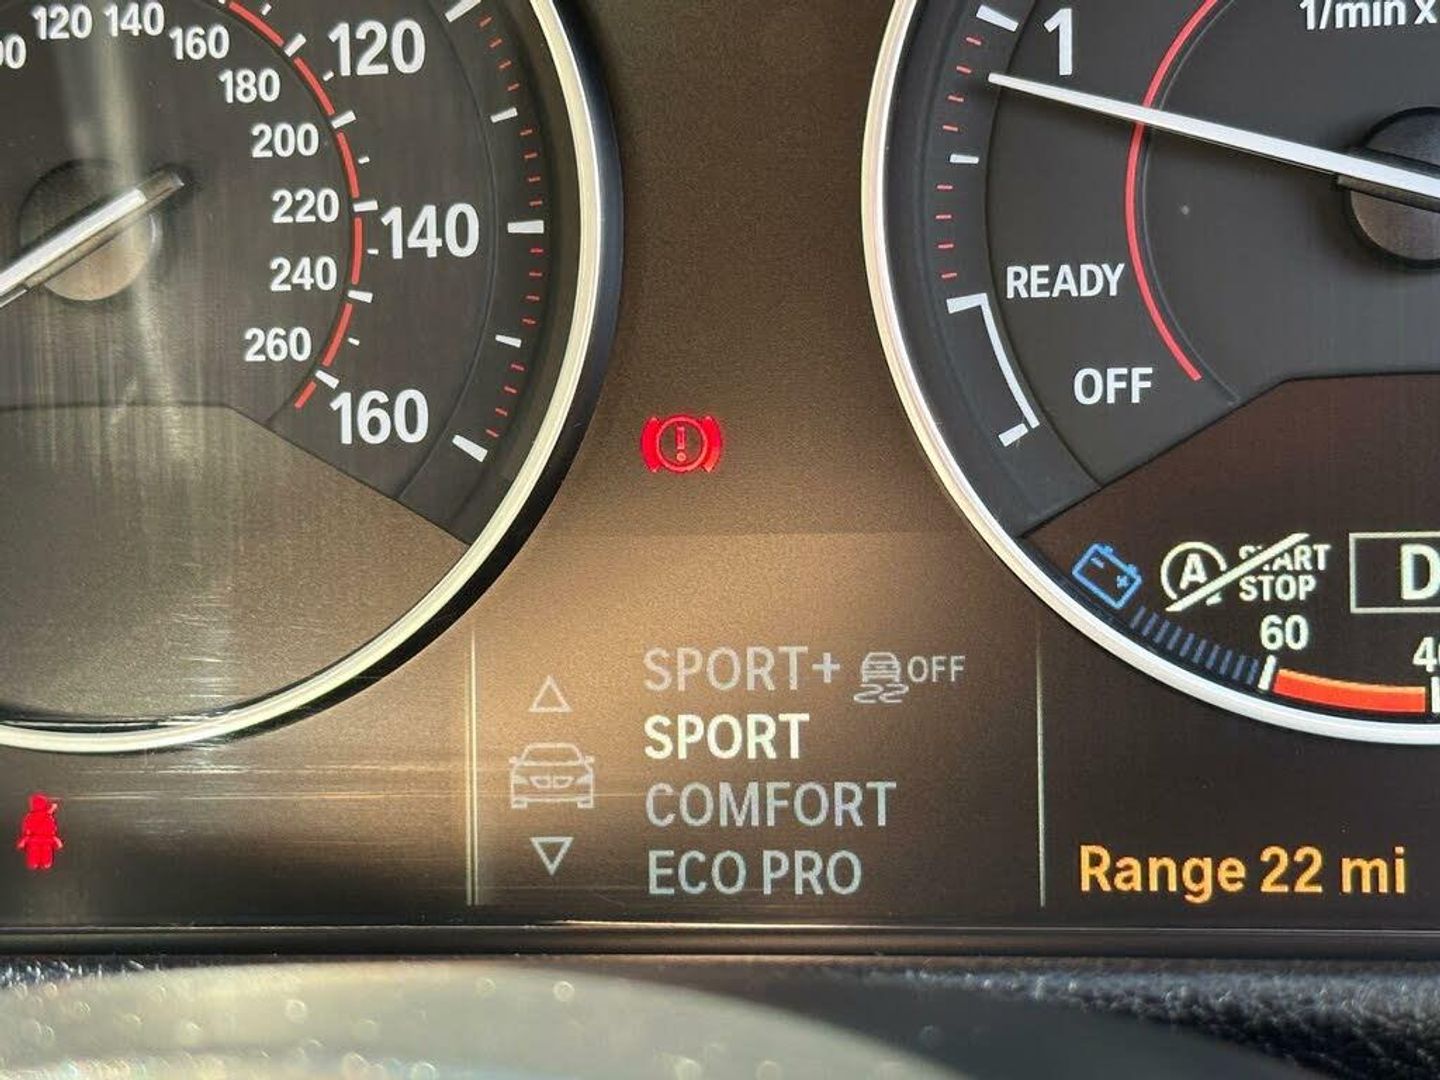 120 140
160
180
200
220
240
260
120
140
160
1
1/min x
READY
OFF
A START
STOP
D
60
SPORT+ OFF
SPORT
COMFORT
ECO PRO
Range 22 mi